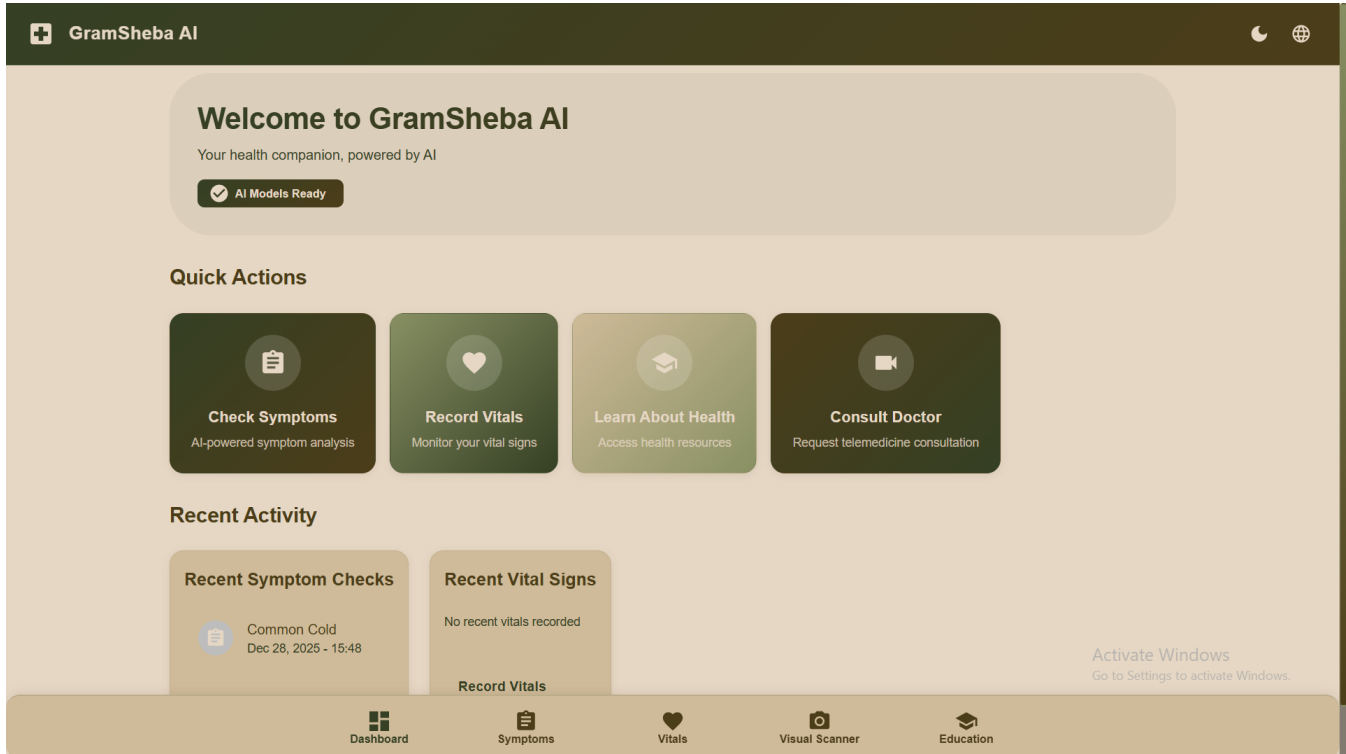 GramSheba AI
Welcome to GramSheba AI
Your health companion, powered by AI
AI Models Ready
Quick Actions
Check Symptoms
AI-powered symptom analysis
Record Vitals
Monitor your vital signs
Learn About Health
Access health resources
Consult Doctor
Request telemedicine consultation
Recent Activity
Recent Symptom Checks
Common Cold
Dec 28, 2025 - 15:48
Recent Vital Signs
No recent vitals recorded
Record Vitals
Activate Windows
Go to Settings to activate Windows.
Dashboard
Symptoms
Vitals
Visual Scanner
Education